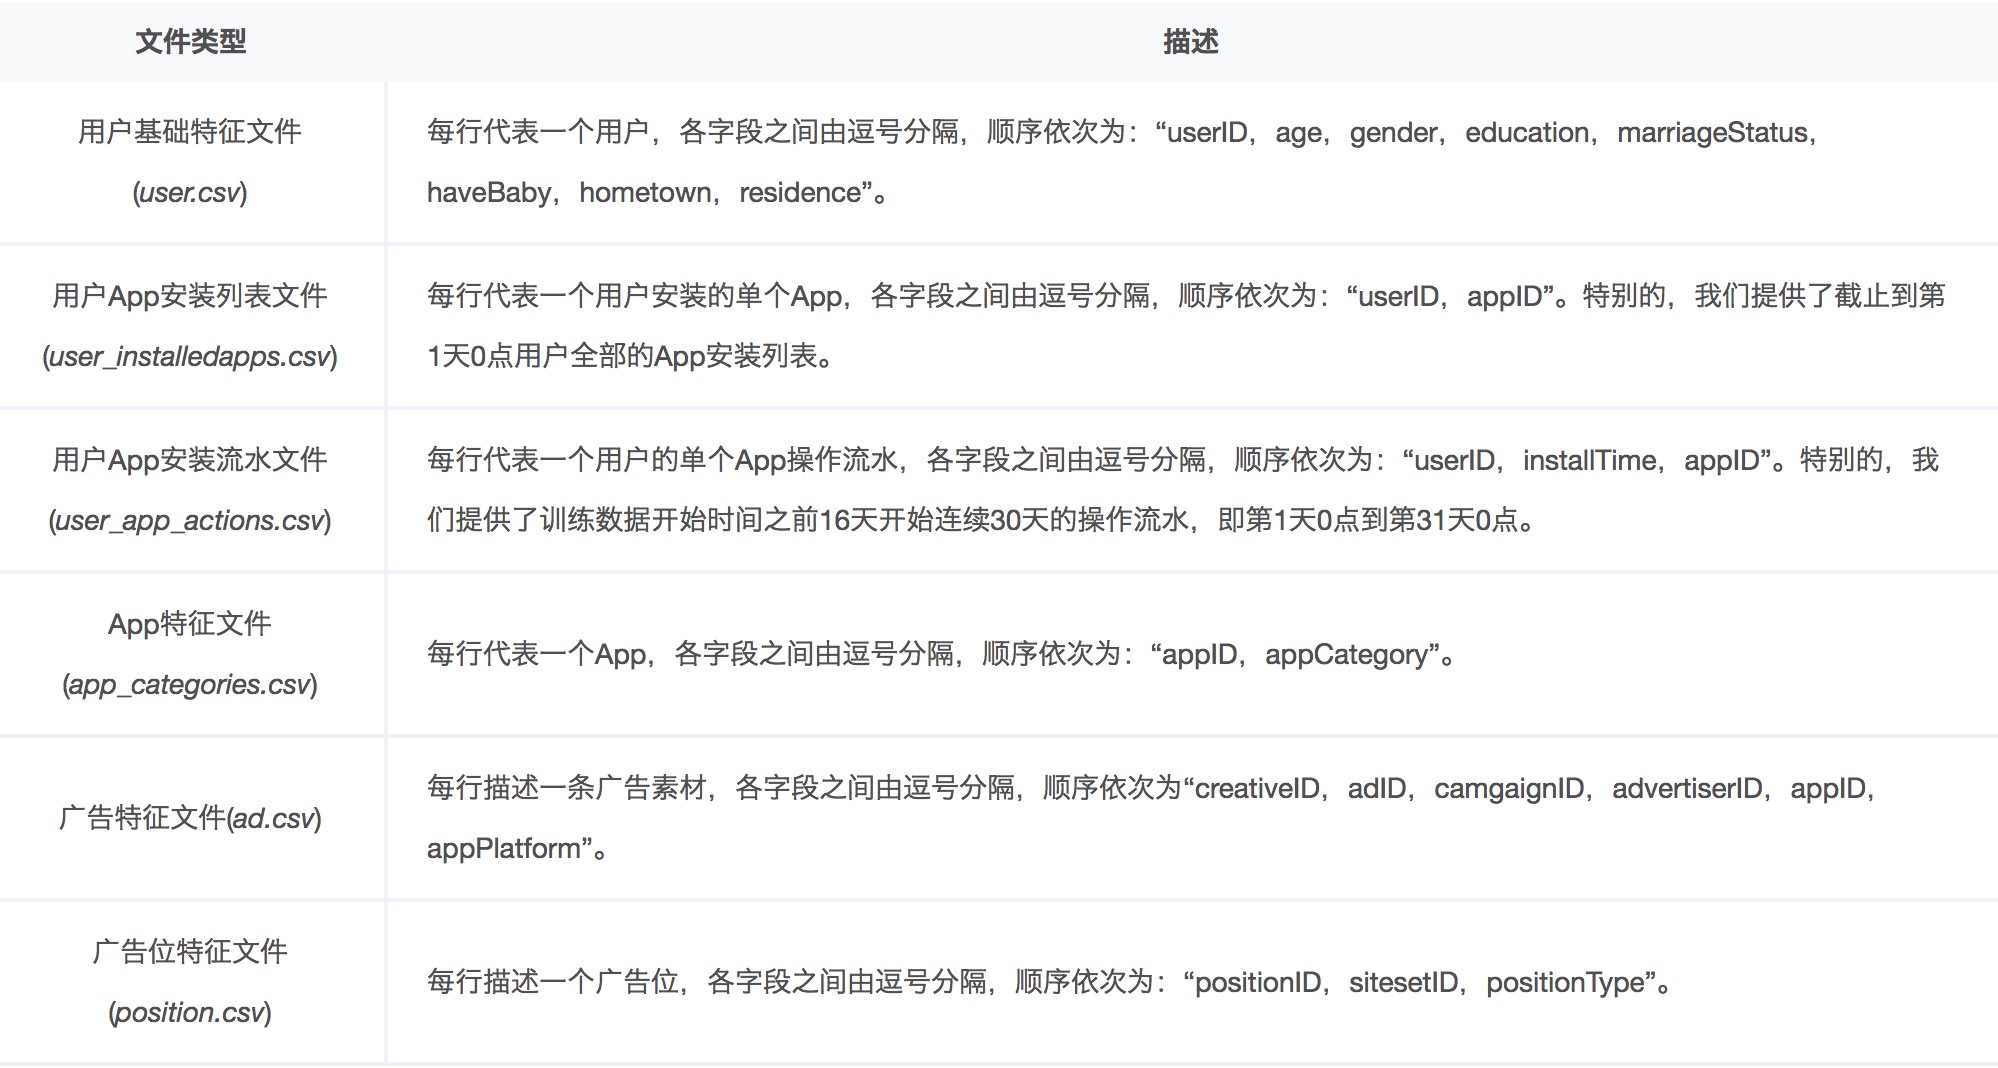 文件类型
描述
用户基础特征文件
(user.csv)
每行代表一个用户，各字段之间由逗号分隔，顺序依次为：“userID，age，gender，education，marriageStatus，
haveBaby，hometown，residence”。
用户App安装列表文件
(user_installedapps.csv)
每行代表一个用户安装的单个App，各字段之间由逗号分隔，顺序依次为：“userID，appID”。特别的，我们提供了截止到第
1天0点用户全部的App安装列表。
用户App安装流水文件
(user_app_actions.csv)
每行代表一个用户的单个App操作流水，各字段之间由逗号分隔，顺序依次为：“userID，installTime，appID”。特别的，我
们提供了训练数据开始时间之前16天开始连续30天的操作流水，即第1天0点到第31天0点。
App特征文件
(app_categories.csv)
每行代表一个App，各字段之间由逗号分隔，顺序依次为：“appID，appCategory”。
广告特征文件(ad.csv)
每行描述一条广告素材，各字段之间由逗号分隔，顺序依次为“creativeID，adID，camgaignID，advertiserID，appID，
appPlatform”。
广告位特征文件
(position.csv)
每行描述一个广告位，各字段之间由逗号分隔，顺序依次为：“positionID，sitesetID，positionType”。